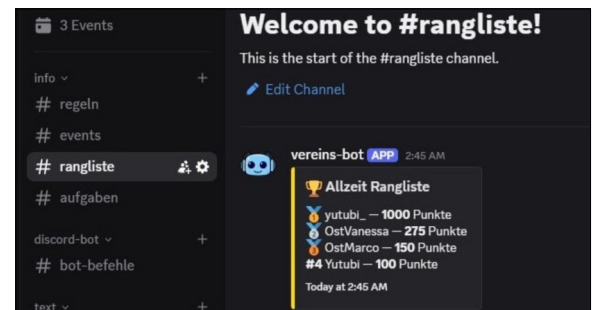 3 Events
info
# regeln
# events
# rangliste
# aufgaben
discord-bot
# bot-befehle
text
Welcome to #rangliste!
This is the start of the #rangliste channel.
Edit Channel
vereins-bot APP 2:45 AM
🏆 Allzeit Rangliste
🥇 yutubi_ — 1000 Punkte
🥈 OstVanessa — 275 Punkte
🥉 OstMarco — 150 Punkte
#4 Yutubi — 100 Punkte
Today at 2:45 AM